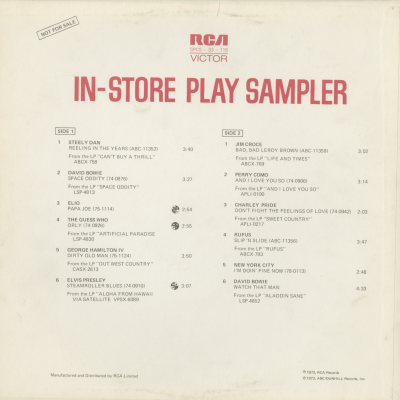 NOT FOR SALE
RCA
VICTOR
IN-STORE PLAY SAMPLER
SIDE 1
1 STEELY DAN
REELING IN THE YEARS (ABC-11352) 3:40
From the LP "CAN'T BUY A THRILL"
ABCX-758
2 DAVID BOWIE
SPACE ODDITY (74-0876) 3:27
From the LP "SPACE ODDITY"
LSP-4813
3 ELIO
PAPA JOE (75-1114) 2:54
4 THE GUESS WHO
ORLY (74-0926) 2:55
From the LP "ARTIFICIAL PARADISE"
LSP-4830
5 GEORGE HAMILTON IV
DIRTY OLD MAN (75-1124) 3:50
From the LP "OUT WEST COUNTRY"
CASX-2613
6 ELVIS PRESLEY
STEAMROLLER BLUES (74-0910) 3:07
From the LP "ALOHA FROM HAWAII
VIA SATELLITE VPSX-6089
SIDE 2
1 JIM CROCE
BAD, BAD LEROY BROWN (ABC-11359) 3:02
From the LP "LIFE AND TIMES"
ABCX-769
2 PERRY COMO
AND I LOVE YOU SO (74-0906) 3:14
From the LP "AND I LOVE YOU SO"
APL1-0100
3 CHARLEY PRIDE
DON'T FIGHT THE FEELINGS OF LOVE (74-0942) 2:03
From the LP "SWEET COUNTRY"
APL1-0217
4 RUFUS
SLIP 'N SLIDE (ABC-11356) 3:47
From the LP "RUFUS"
ABCX-783
5 NEW YORK CITY
I'M DOIN' FINE NOW (70-0113) 2:48
6 DAVID BOWIE
WATCH THAT MAN 4:33
From the LP "ALADDIN SANE"
LSP-4852
Manufactured and Distributed by RCA Limited
℗ 1973, RCA Records
℗ 1973, ABC/DUNHILL Records, Inc.